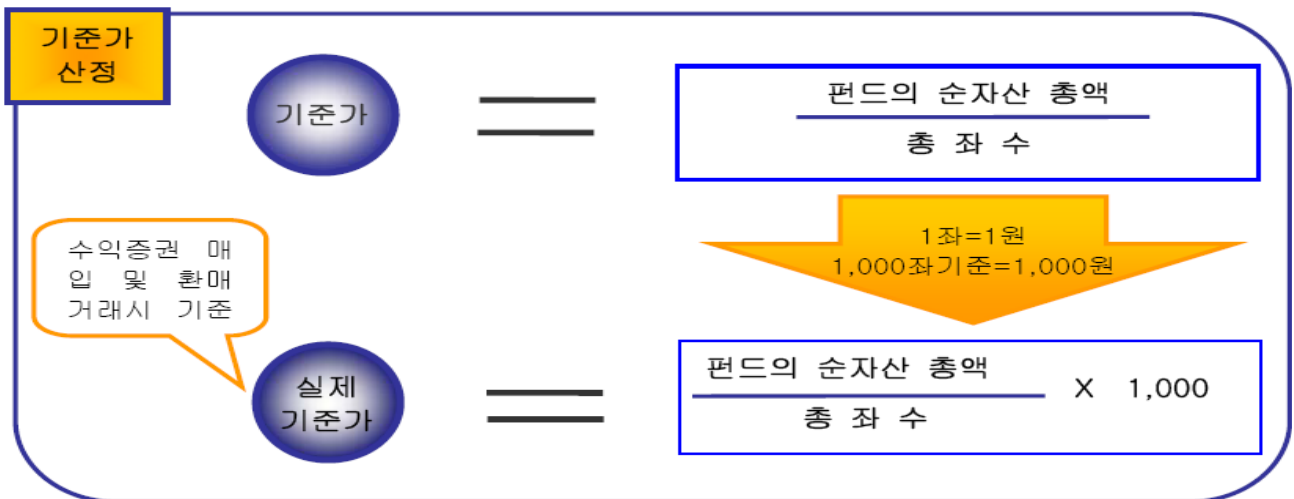 기준가
산정
기준가
펀드의 순자산 총액
총 좌 수
1좌=1원
1,000좌기준=1,000원
수익증권 매
입 및 환매
거래시 기준
실제
기준가
펀드의 순자산 총액
총 좌 수
X 1,000